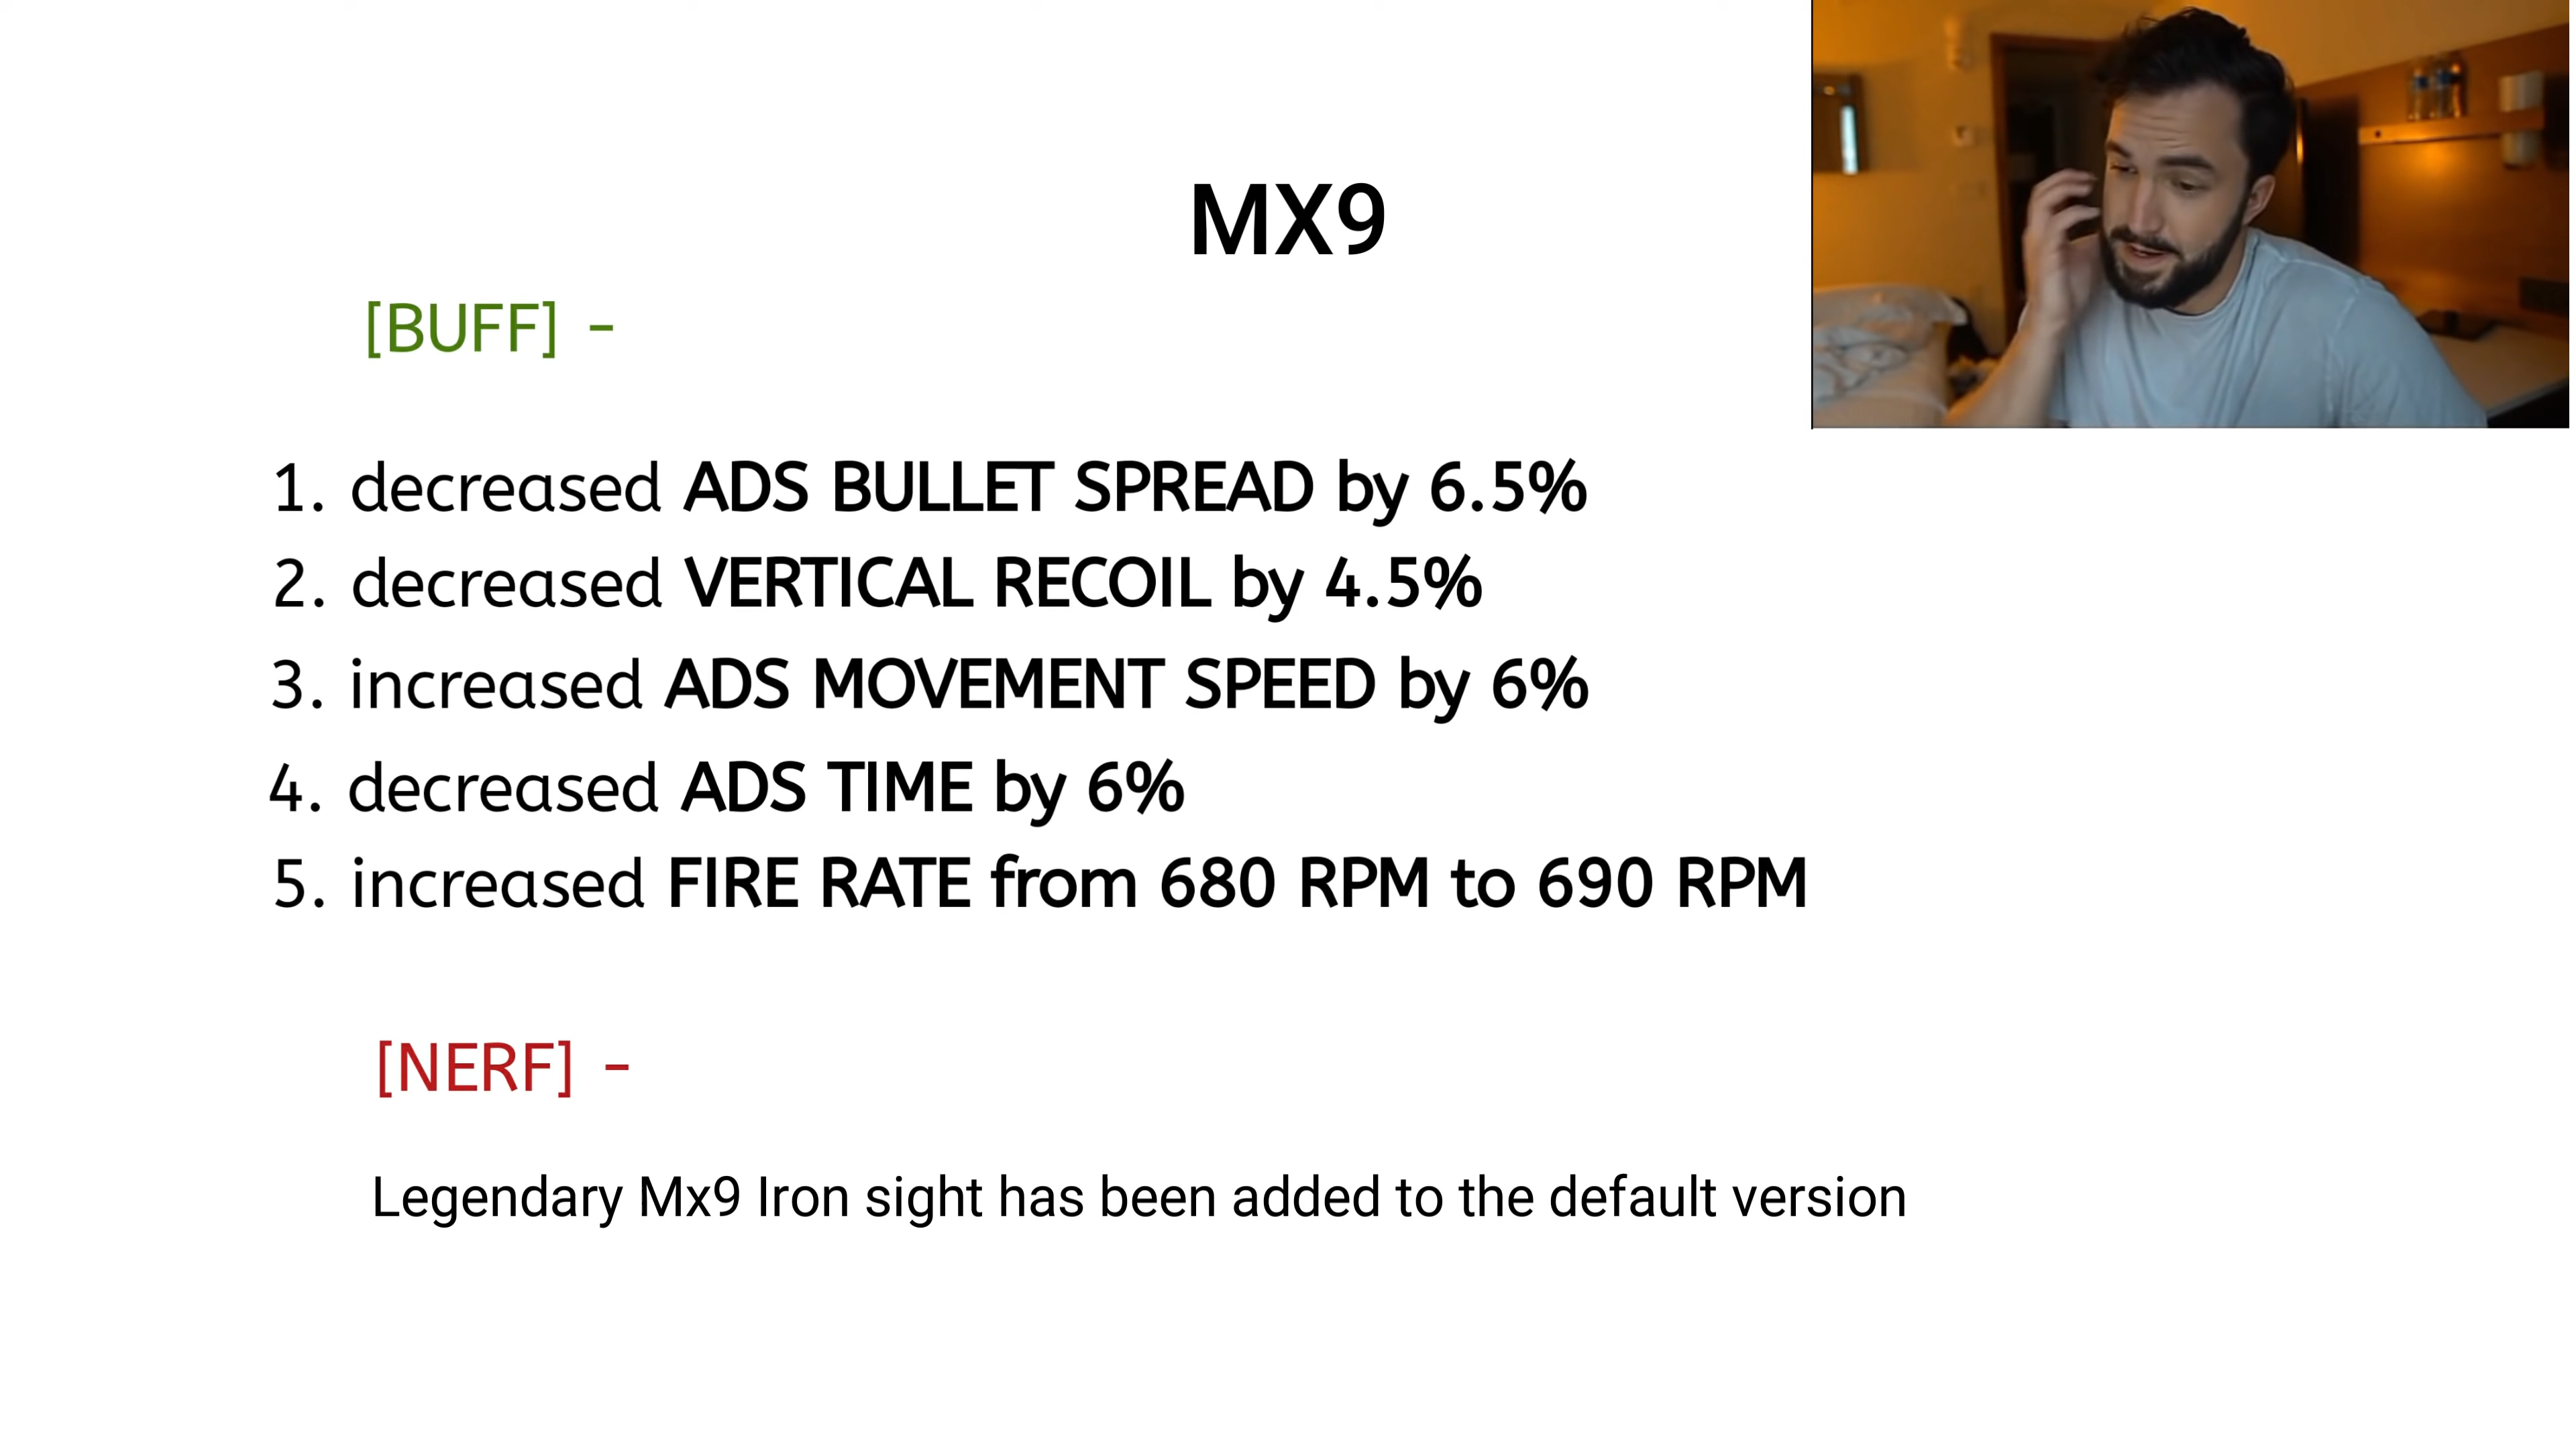 MX9
[BUFF] -
1. decreased ADS BULLET SPREAD by 6.5%
2. decreased VERTICAL RECOIL by 4.5%
3. increased ADS MOVEMENT SPEED by 6%
4. decreased ADS TIME by 6%
5. increased FIRE RATE from 680 RPM to 690 RPM
[NERF] -
Legendary Mx9 Iron sight has been added to the default version